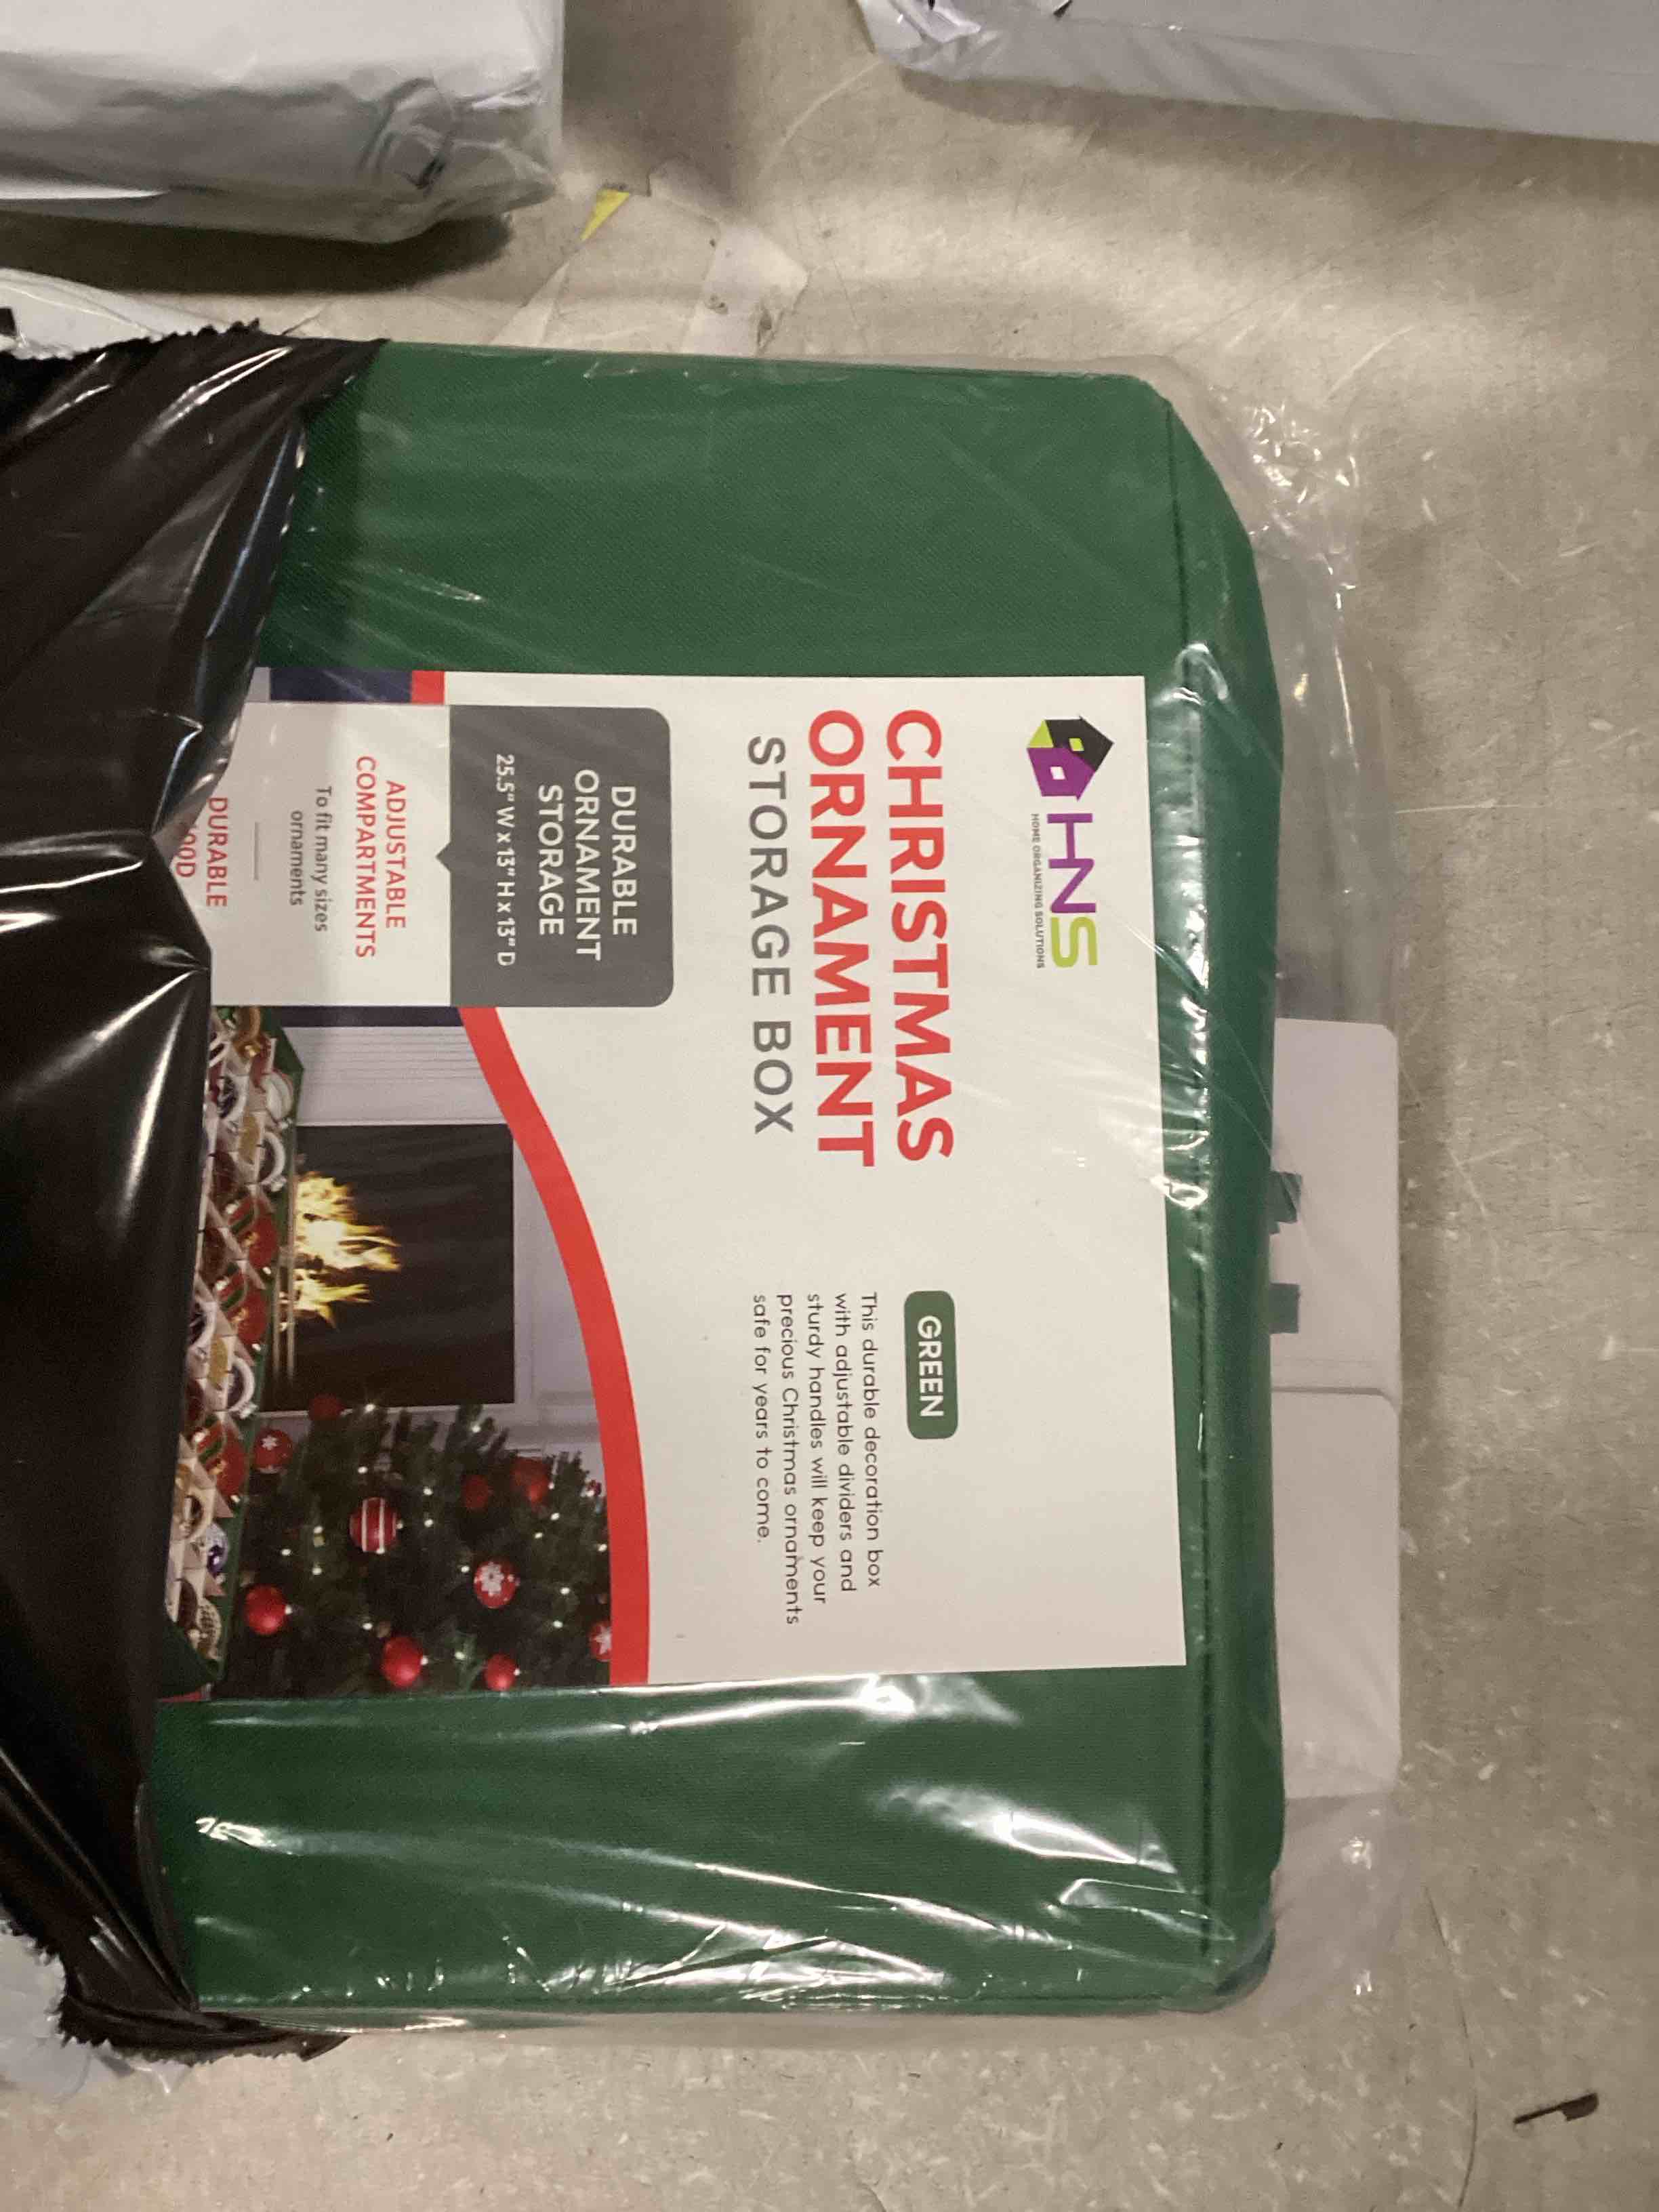 HNS
HOME ORGANIZING SOLUTIONS
CHRISTMAS
ORNAMENT
STORAGE BOX
GREEN
This durable decoration box
with adjustable dividers and
sturdy handles will keep your
precious Christmas ornaments
safe for years to come.
DURABLE
ORNAMENT
STORAGE
25.5" W x 13" H x 13" D
ADJUSTABLE
COMPARTMENTS
To fit many sizes
ornaments
DURABLE